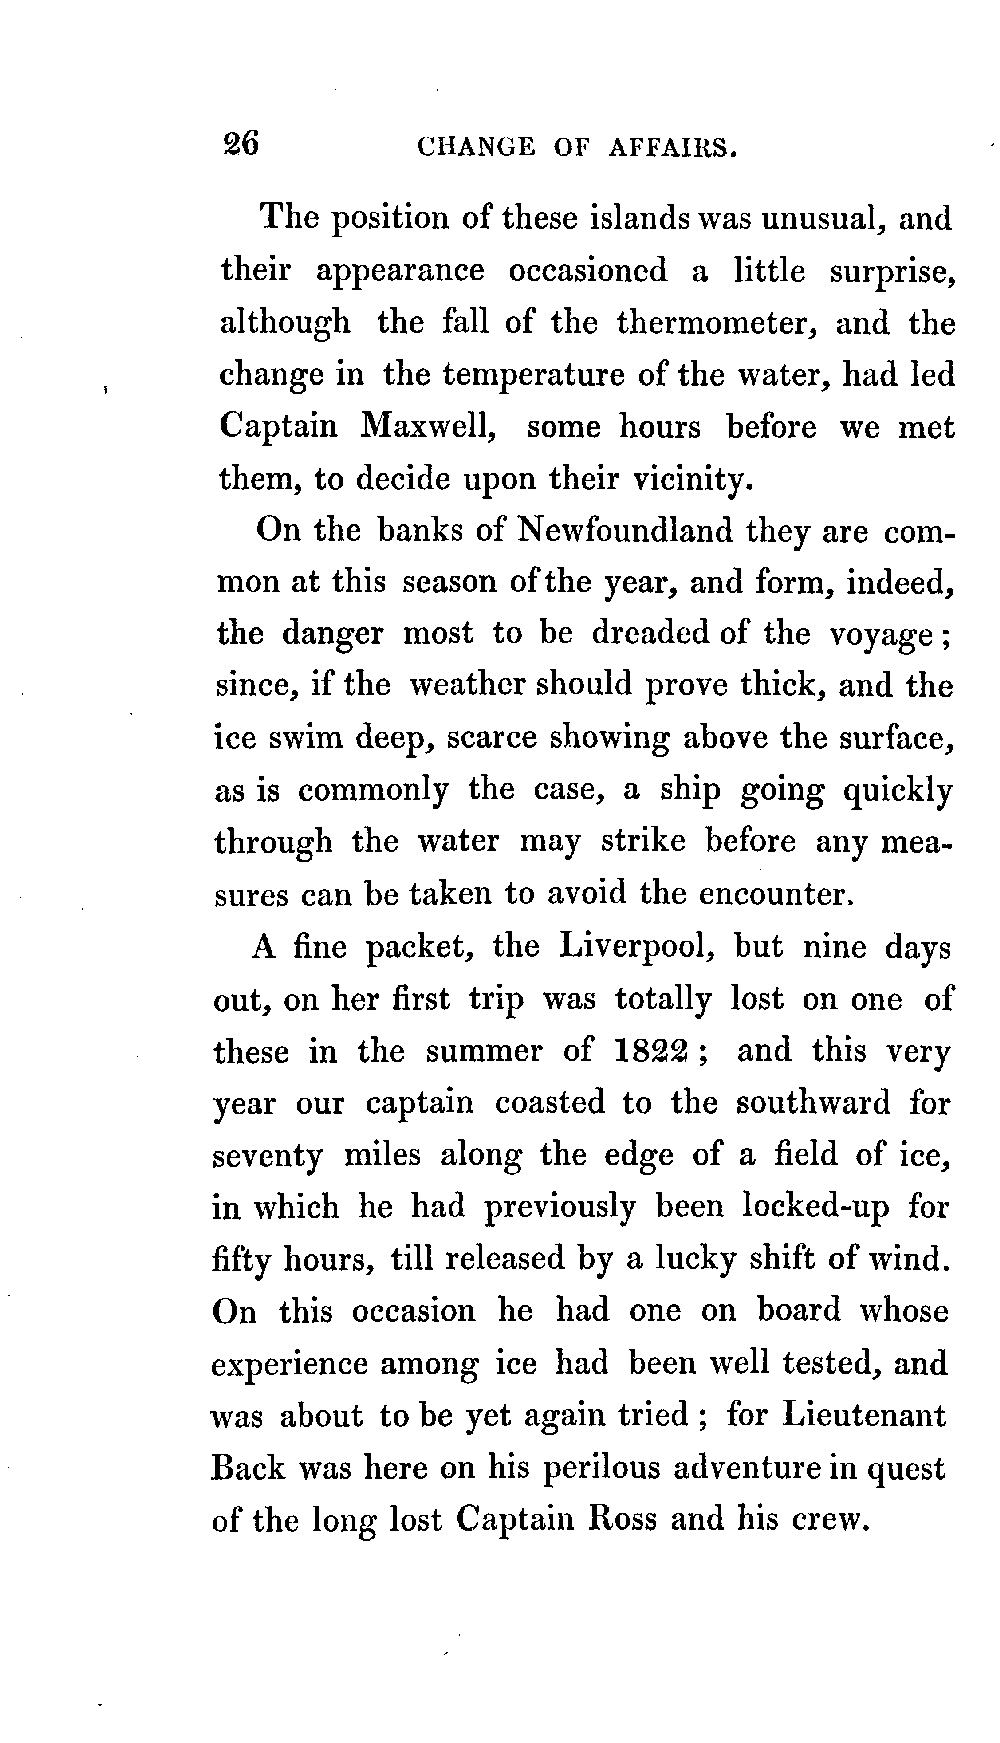 26 CHANGE OF AFFAIRS.
The position of these islands was unusual, and
their appearance occasioned a little surprise,
although the fall of the thermometer, and the
change in the temperature of the water, had led
Captain Maxwell, some hours before we met
them, to decide upon their vicinity.
On the banks of Newfoundland they are com-
mon at this season of the year, and form, indeed,
the danger most to be dreaded of the voyage ;
since, if the weather should prove thick, and the
ice swim deep, scarce showing above the surface,
as is commonly the case, a ship going quickly
through the water may strike before any mea-
sures can be taken to avoid the encounter.
A fine packet, the Liverpool, but nine days
out, on her first trip was totally lost on one of
these in the summer of 1822 ; and this very
year our captain coasted to the southward for
seventy miles along the edge of a field of ice,
in which he had previously been locked-up for
fifty hours, till released by a lucky shift of wind.
On this occasion he had one on board whose
experience among ice had been well tested, and
was about to be yet again tried ; for Lieutenant
Back was here on his perilous adventure in quest
of the long lost Captain Ross and his crew.